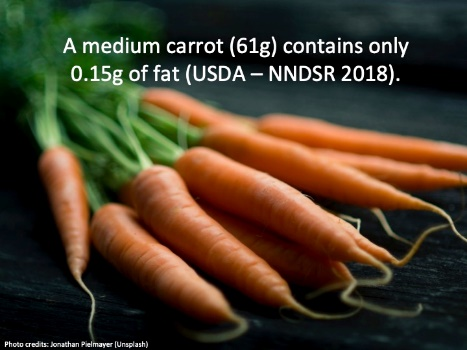 A medium carrot (61g) contains only
0.15g of fat (USDA – NNDSR 2018).
Photo credits: Jonathan Pielmayer (Unsplash)